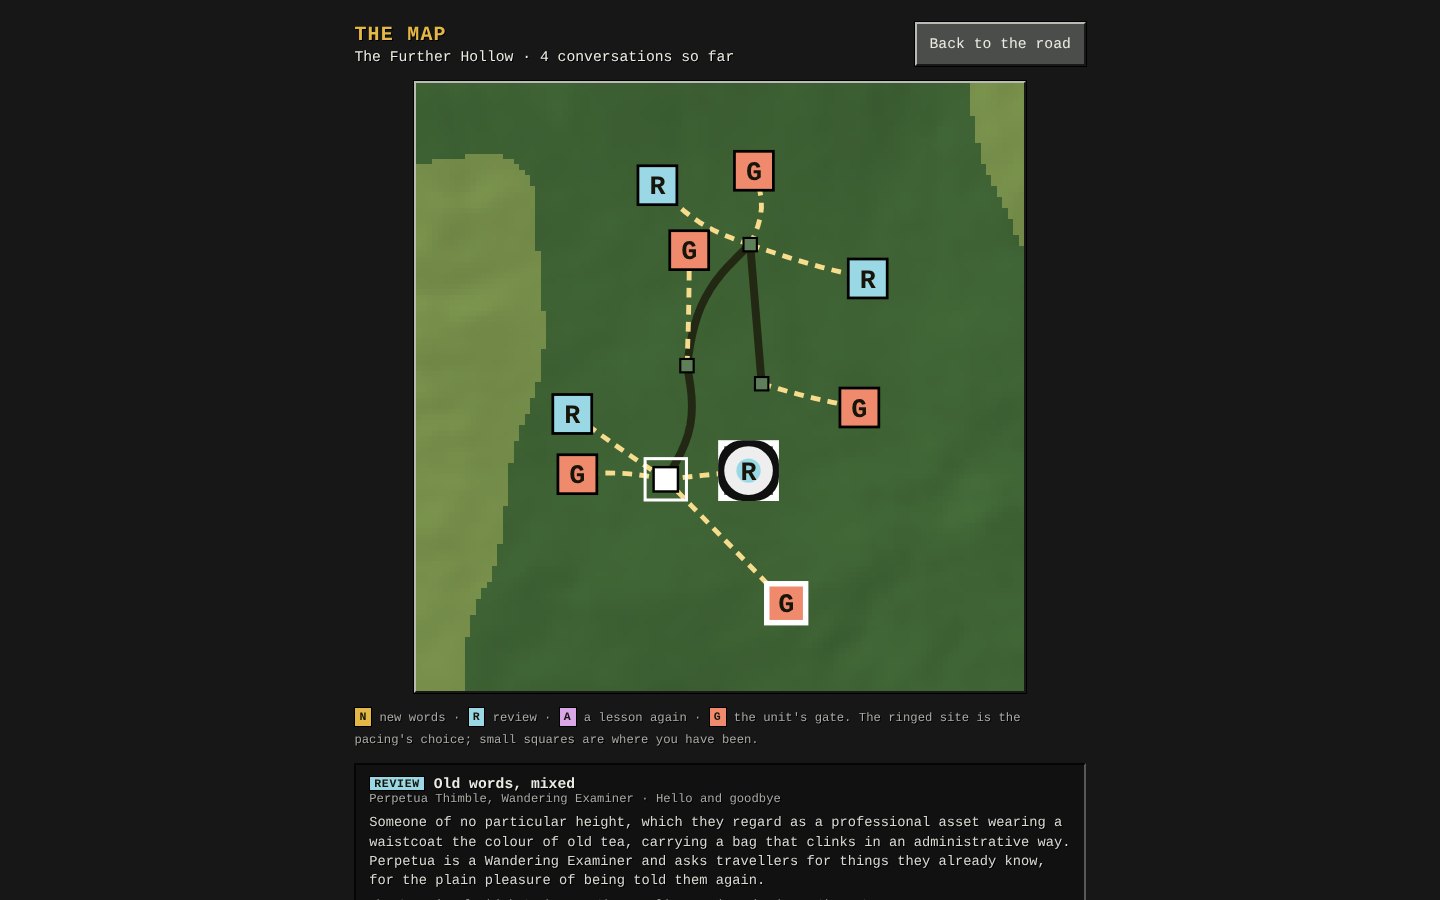 THE MAP
The Further Hollow · 4 conversations so far
Back to the road
G
R
G
R
R
G
G
R
G
N new words · R review · A a lesson again · G the unit's gate. The ringed site is the
pacing's choice; small squares are where you have been.
REVIEW Old words, mixed
Perpetua Thimble, Wandering Examiner · Hello and goodbye
Someone of no particular height, which they regard as a professional asset wearing a
waistcoat the colour of old tea, carrying a bag that clinks in an administrative way.
Perpetua is a Wandering Examiner and asks travellers for things they already know,
for the plain pleasure of being told them again.